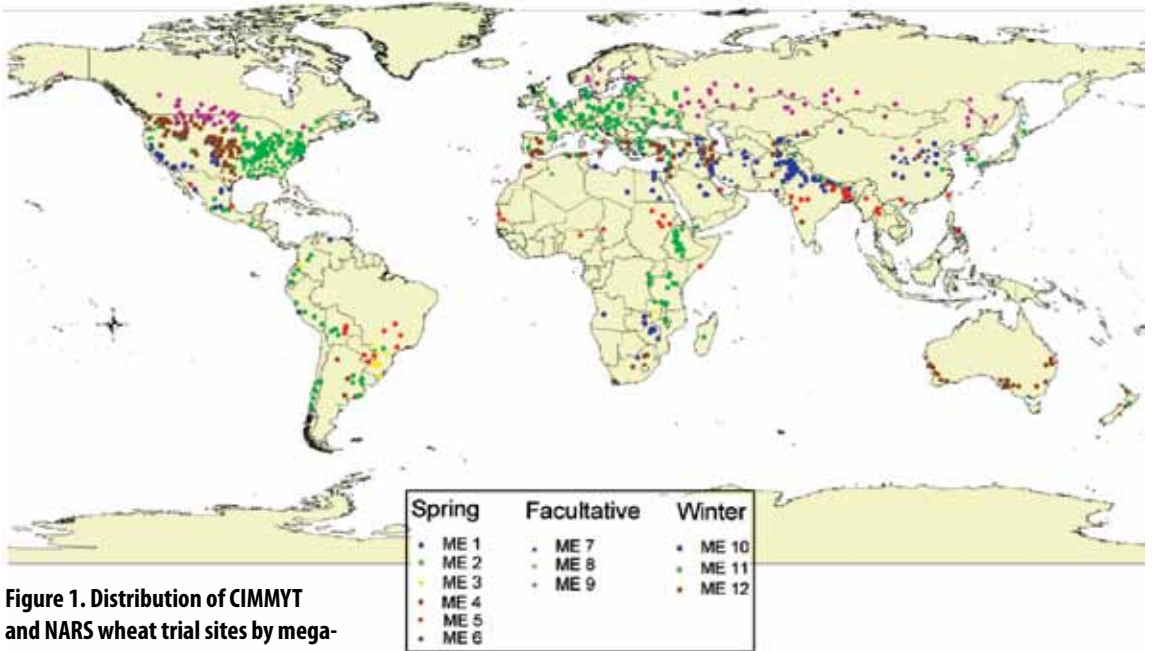 Spring Facultative Winter
ME 1 ME 7 ME 10
ME 2 ME 8 ME 11
ME 3 ME 9 ME 12
ME 4
ME 5
ME 6
Figure 1. Distribution of CIMMYT
and NARS wheat trial sites by mega-